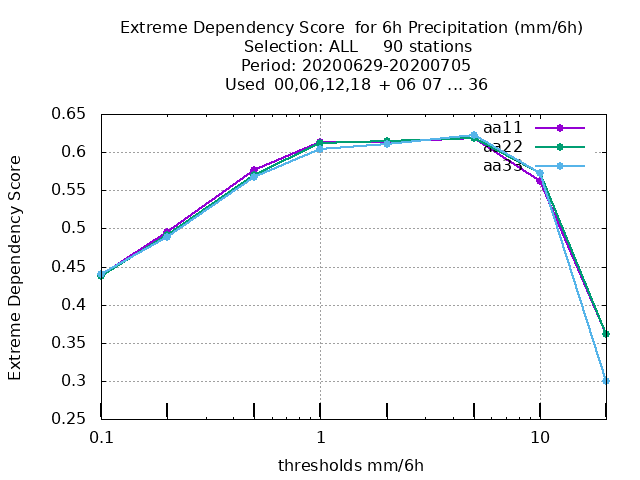 Extreme Dependency Score  for 6h Precipitation (mm/6h)
Selection: ALL     90 stations
Period: 20200629-20200705
Used  00,06,12,18  + 06 07 ... 36
Extreme Dependency Score
0.65
0.6
0.55
0.5
0.45
0.4
0.35
0.3
0.25
aa11
aa22
aa33
0.1 1 10
thresholds mm/6h